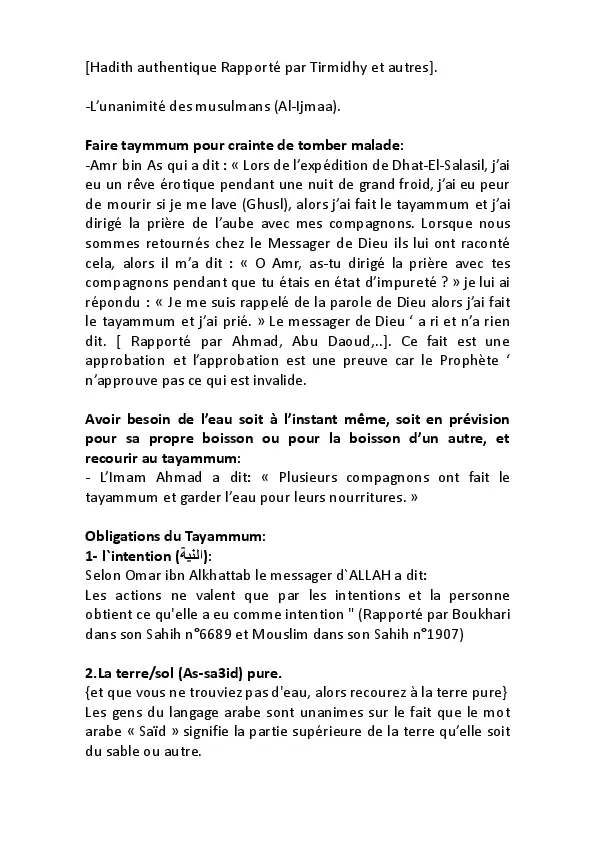 [Hadith authentique Rapporté par Tirmidhy et autres].
-L’unanimité des musulmans (Al-Ijmaa).
Faire taymmum pour crainte de tomber malade:
-Amr bin As qui a dit : « Lors de l’expédition de Dhat-El-Salasil, j’ai
eu un rêve érotique pendant une nuit de grand froid, j’ai eu peur
de mourir si je me lave (Ghusl), alors j’ai fait le tayammum et j’ai
dirigé la prière de l’aube avec mes compagnons. Lorsque nous
sommes retournés chez le Messager de Dieu ils lui ont raconté
cela, alors il m’a dit : « O Amr, as-tu dirigé la prière avec tes
compagnons pendant que tu étais en état d’impureté ? » je lui ai
répondu : « Je me suis rappelé de la parole de Dieu alors j’ai fait
le tayammum et j’ai prié. » Le messager de Dieu ‘ a ri et n’a rien
dit. [ Rapporté par Ahmad, Abu Daoud,..]. Ce fait est une
approbation et l’approbation est une preuve car le Prophète ‘
n’approuve pas ce qui est invalide.
Avoir besoin de l’eau soit à l’instant même, soit en prévision
pour sa propre boisson ou pour la boisson d’un autre, et
recourir au tayammum:
- L’Imam Ahmad a dit: « Plusieurs compagnons ont fait le
tayammum et garder l’eau pour leurs nourritures. »
Obligations du Tayammum:
1- l`intention (النية):
Selon Omar ibn Alkhattab le messager d`ALLAH a dit:
Les actions ne valent que par les intentions et la personne
obtient ce qu'elle a eu comme intention " (Rapporté par Boukhari
dans son Sahih n°6689 et Mouslim dans son Sahih n°1907)
2.La terre/sol (As-sa3id) pure.
{et que vous ne trouviez pas d'eau, alors recourez à la terre pure}
Les gens du langage arabe sont unanimes sur le fait que le mot
arabe « Saïd » signifie la partie supérieure de la terre qu’elle soit
du sable ou autre.